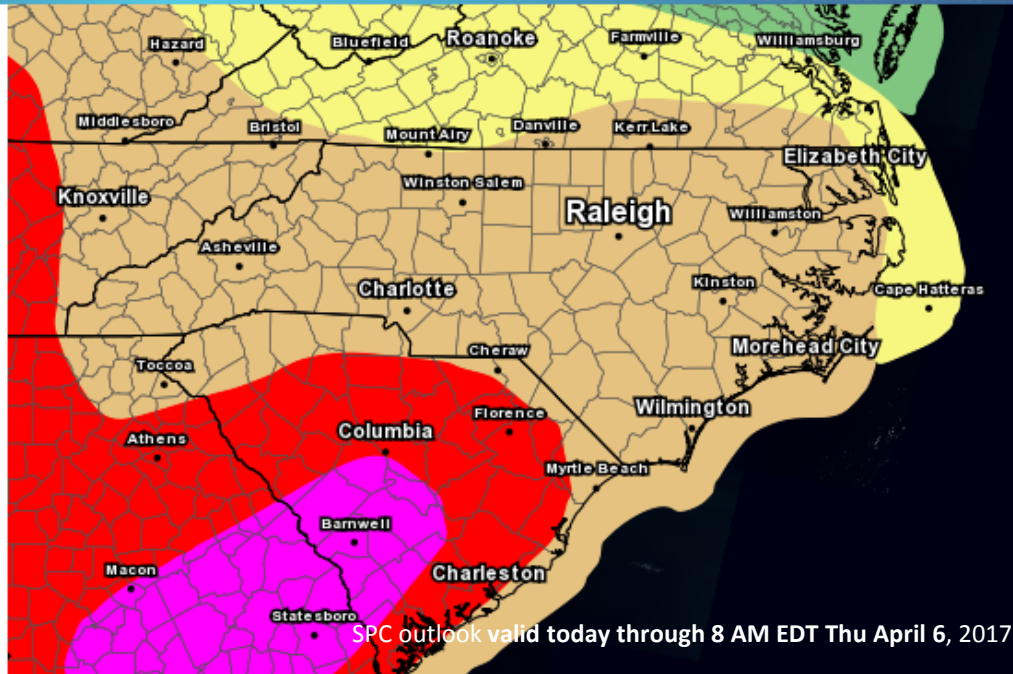 Hazard
Bluefield
Roanoke
Farmville
Williamsburg
Middlesboro
Bristol
Mount Airy
Danville
Kerr Lake
Elizabeth City
Knoxville
Winston Salem
Raleigh
Williamston
Asheville
Charlotte
Kinston
Cape Hatteras
Toccoa
Cheraw
Morehead City
Athens
Columbia
Florence
Wilmington
Myrtle Beach
Barnwell
Macon
Charleston
Statesboro
SPC outlook valid today through 8 AM EDT Thu April 6, 2017